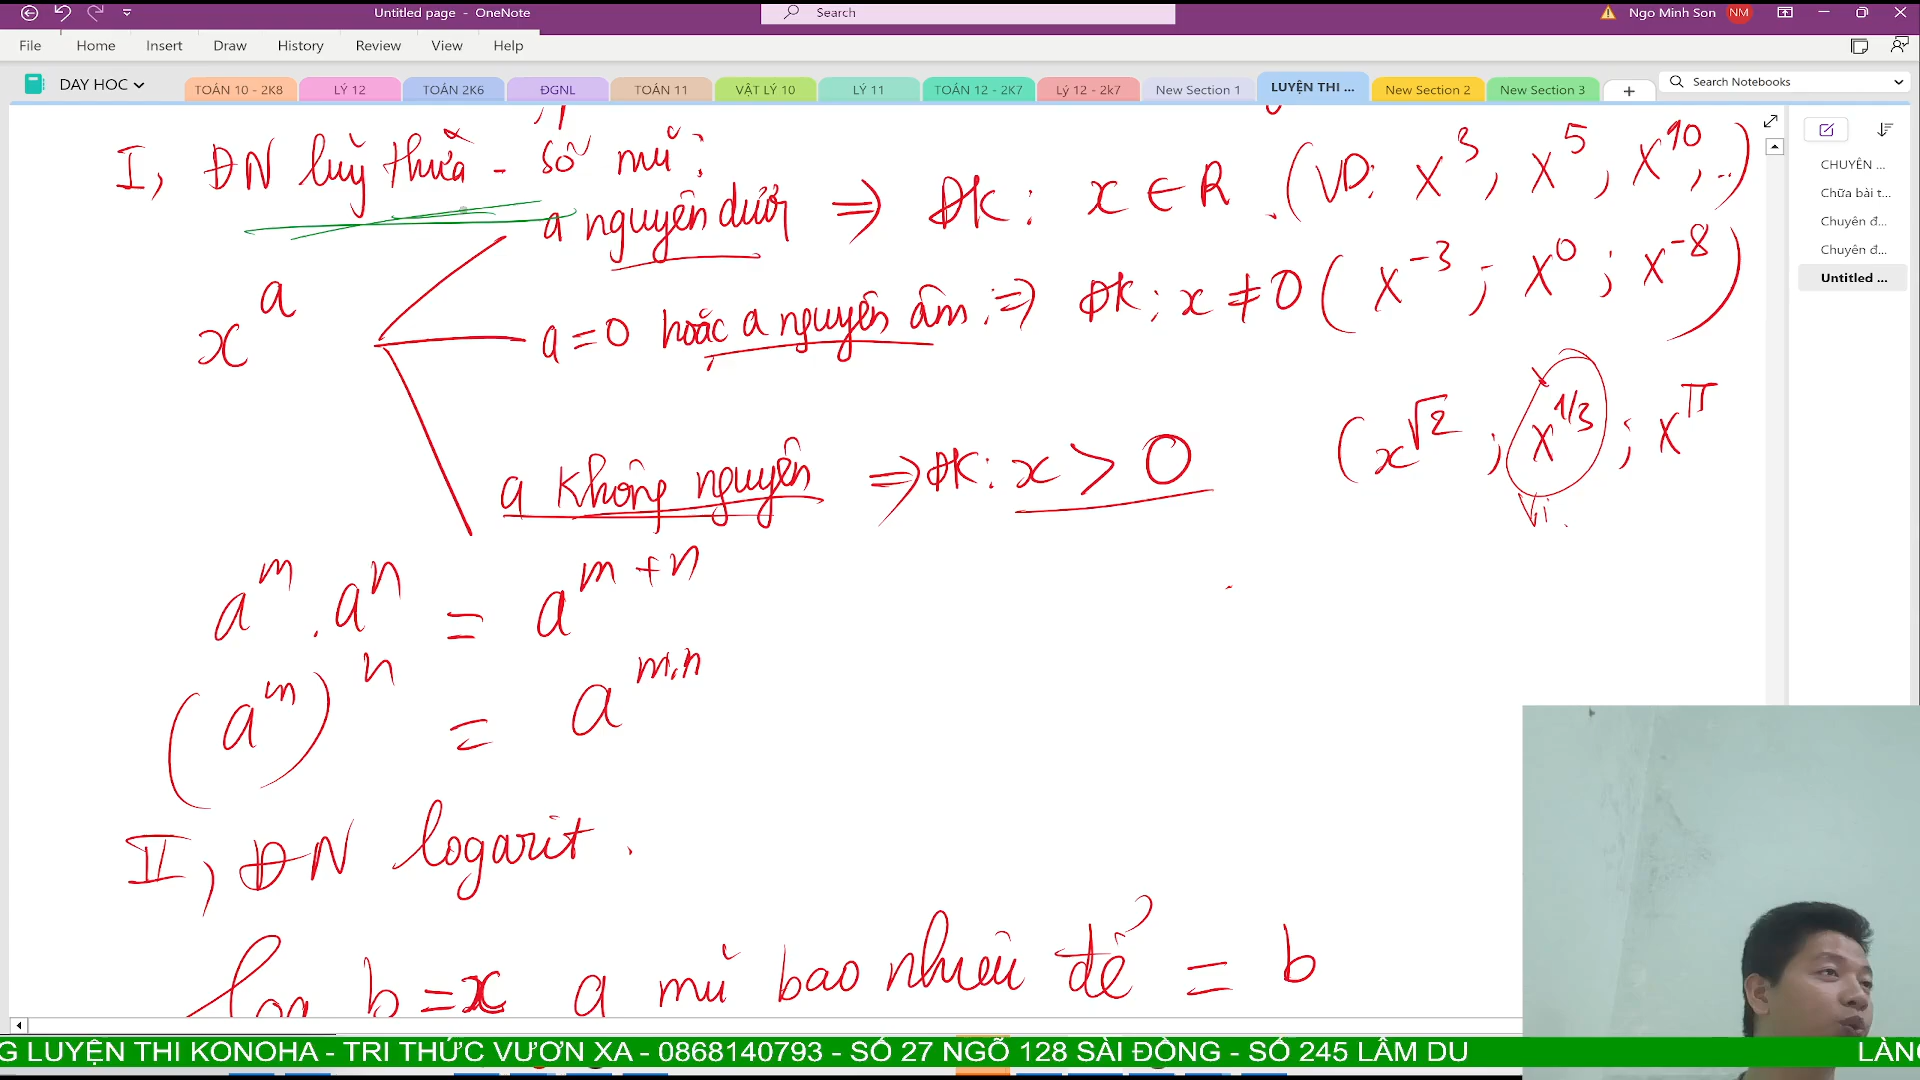 Untitled page - OneNote
Search
Ngo Minh Son
NM
File Home Insert Draw History Review View Help
DAY HOC
TOÁN 10 - 2K8 LÝ 12 TOÁN 2K6 ĐGNL TOÁN 11 VẬT LÝ 10 LÝ 11 TOÁN 12 - 2K7 Lý 12 - 2k7 New Section 1 LUYỆN THI ... New Section 2 New Section 3 +
Search Notebooks
CHUYÊN ...
Chữa bài t...
Chuyên đ...
Chuyên đ...
Untitled ...
I, ĐN luỹ thừa - số mũ:
x^a
a nguyên dươ ⇒ ĐK: x ∈ R. (VD: x^3, x^5, x^10, ..)
a = 0 hoặc a nguyên âm: ⇒ ĐK: x ≠ 0 (x^-3; x^0; x^-8)
a không nguyên ⇒ ĐK: x > 0 (x^√2; x^1/3; x^π
a^m . a^n = a^m+n
(a^m)^n = a^m.n
II, ĐN logarit.
log b = x a mũ bao nhiêu để = b
G LUYỆN THI KONOHA - TRI THỨC VƯƠN XA - 0868140793 - SỐ 27 NGÕ 128 SÀI ĐỒNG - SỐ 245 LÂM DU LÀNG